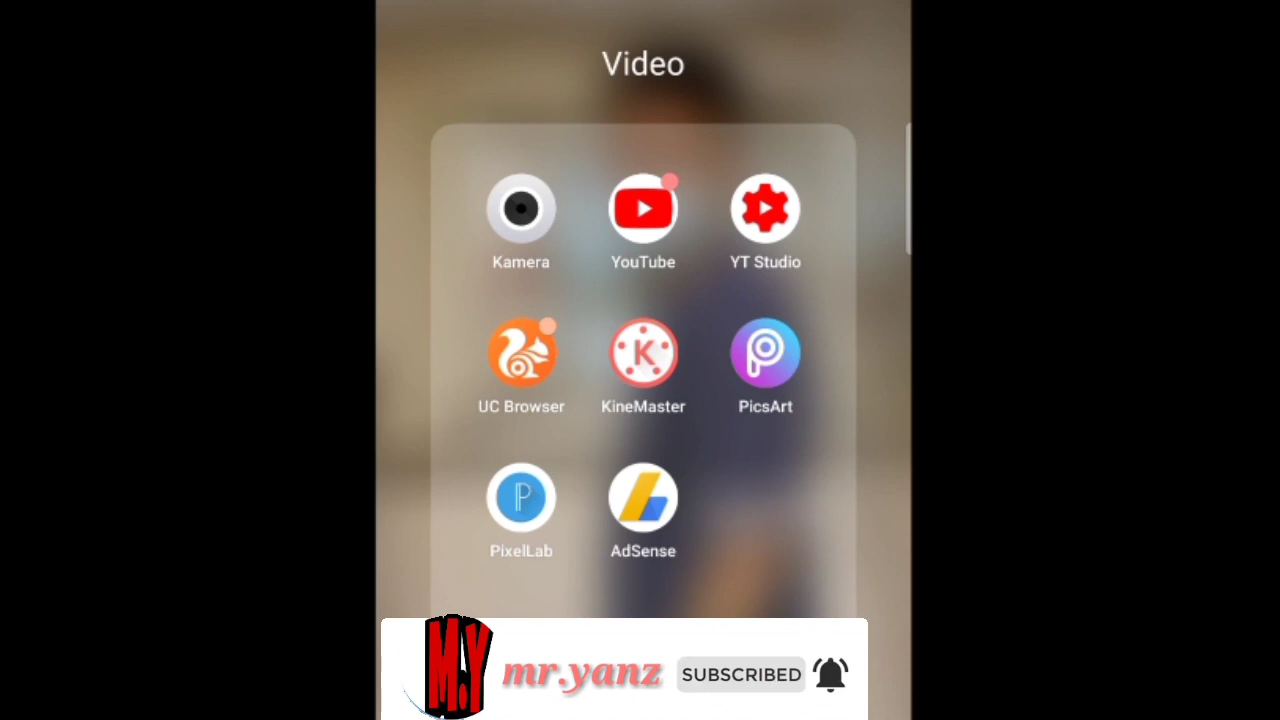 Video
Kamera YouTube YT Studio
K
UC Browser KineMaster PicsArt
P
PixelLab AdSense
M.Y mr.yanz SUBSCRIBED